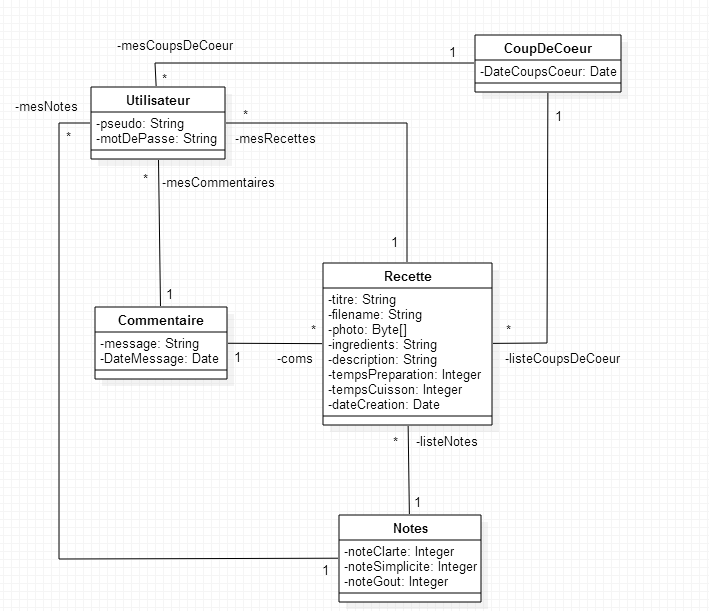 -mesCoupsDeCoeur
1
CoupDeCoeur
-DateCoupsCoeur: Date
*
1
Utilisateur
-pseudo: String
-motDePasse: String
-mesNotes
*
*
-mesRecettes
*
-mesCommentaires
1
1
Recette
-titre: String
-filename: String
-photo: Byte[]
-ingredients: String
-description: String
-tempsPreparation: Integer
-tempsCuisson: Integer
-dateCreation: Date
Commentaire
-message: String
-DateMessage: Date
1
*
-coms
*
-listeCoupsDeCoeur
*
-listeNotes
1
Notes
-noteClarte: Integer
-noteSimplicite: Integer
-noteGout: Integer
1